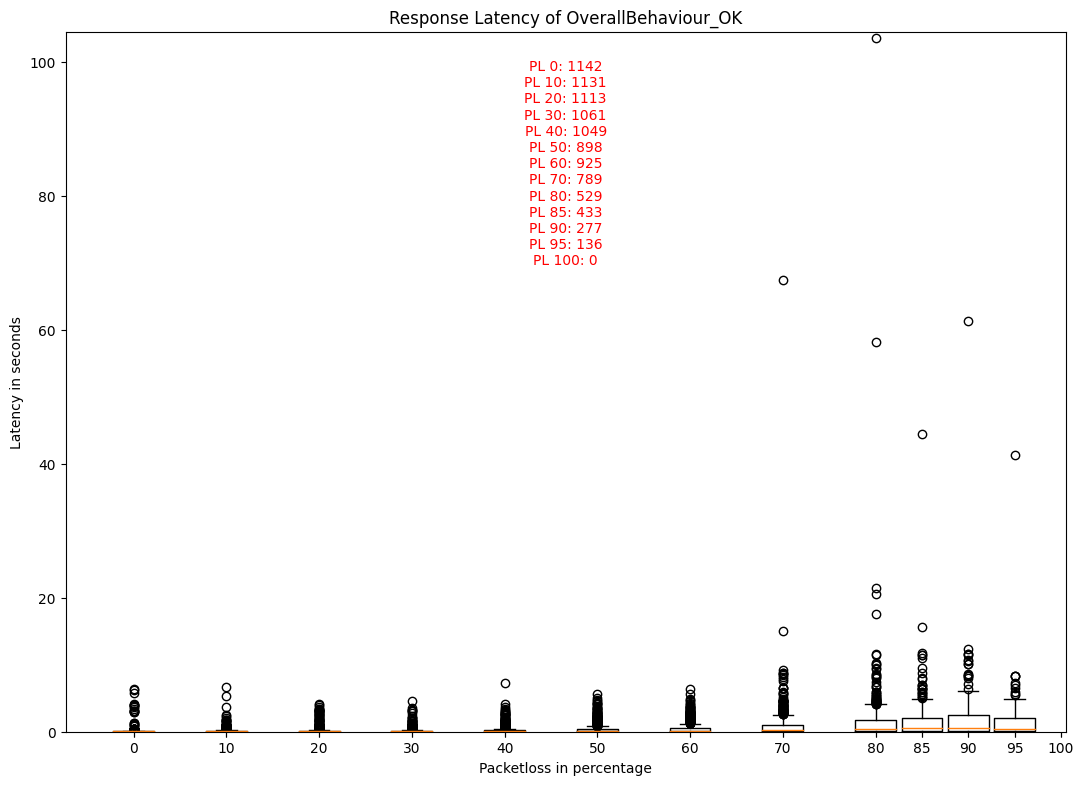 Response Latency of OverallBehaviour_OK
PL 0: 1142
PL 10: 1131
PL 20: 1113
PL 30: 1061
PL 40: 1049
PL 50: 898
PL 60: 925
PL 70: 789
PL 80: 529
PL 85: 433
PL 90: 277
PL 95: 136
PL 100: 0
Latency in seconds
100
80
60
40
20
0
0 10 20 30 40 50 60 70 80 85 90 95 100
Packetloss in percentage